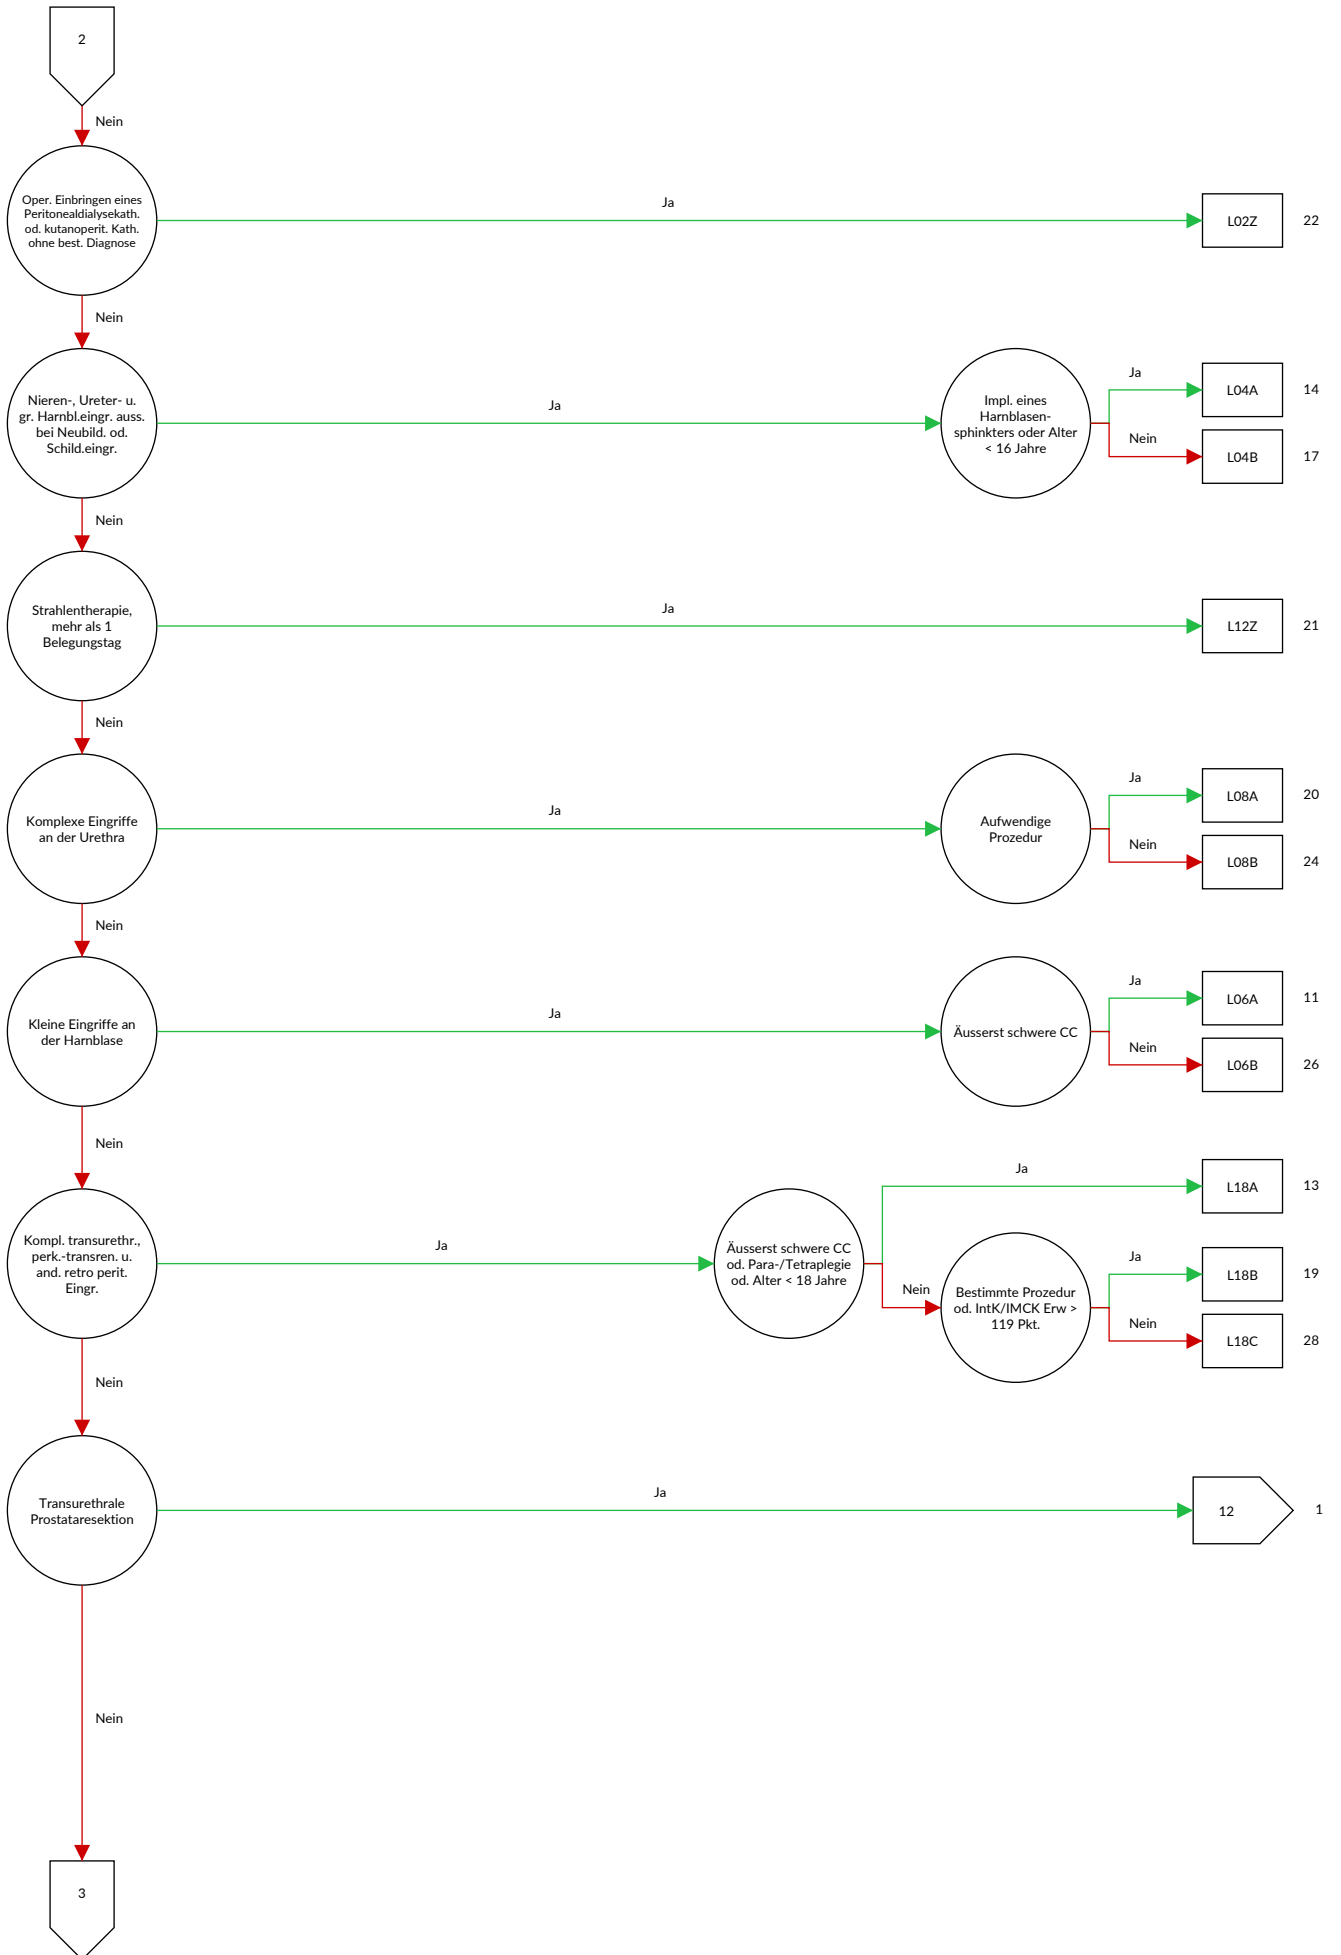 2
Nein
Oper. Einbringen eines
Peritonealdialysekath.
od. kutanoperit. Kath.
ohne best. Diagnose
Ja
L02Z
22
Nein
Nieren-, Ureter- u.
gr. Harnbl.eingr. auss.
bei Neubild. od.
Schild.eingr.
Ja
Impl. eines
Harnblasen-
sphinkters oder Alter
< 16 Jahre
Ja
L04A
14
Nein
L04B
17
Nein
Strahlentherapie,
mehr als 1
Belegungstag
Ja
L12Z
21
Nein
Komplexe Eingriffe
an der Urethra
Ja
Aufwendige
Prozedur
Ja
L08A
20
Nein
L08B
24
Nein
Kleine Eingriffe an
der Harnblase
Ja
Äusserst schwere CC
Ja
L06A
11
Nein
L06B
26
Nein
Kompl. transurethr.,
perk.-transren. u.
and. retro perit.
Eingr.
Ja
Äusserst schwere CC
od. Para-/Tetraplegie
od. Alter < 18 Jahre
Ja
L18A
13
Nein
Bestimmte Prozedur
od. IntK/IMCK Erw >
119 Pkt.
Ja
L18B
19
Nein
L18C
28
Nein
Transurethrale
Prostataresektion
Ja
12
1
Nein
3